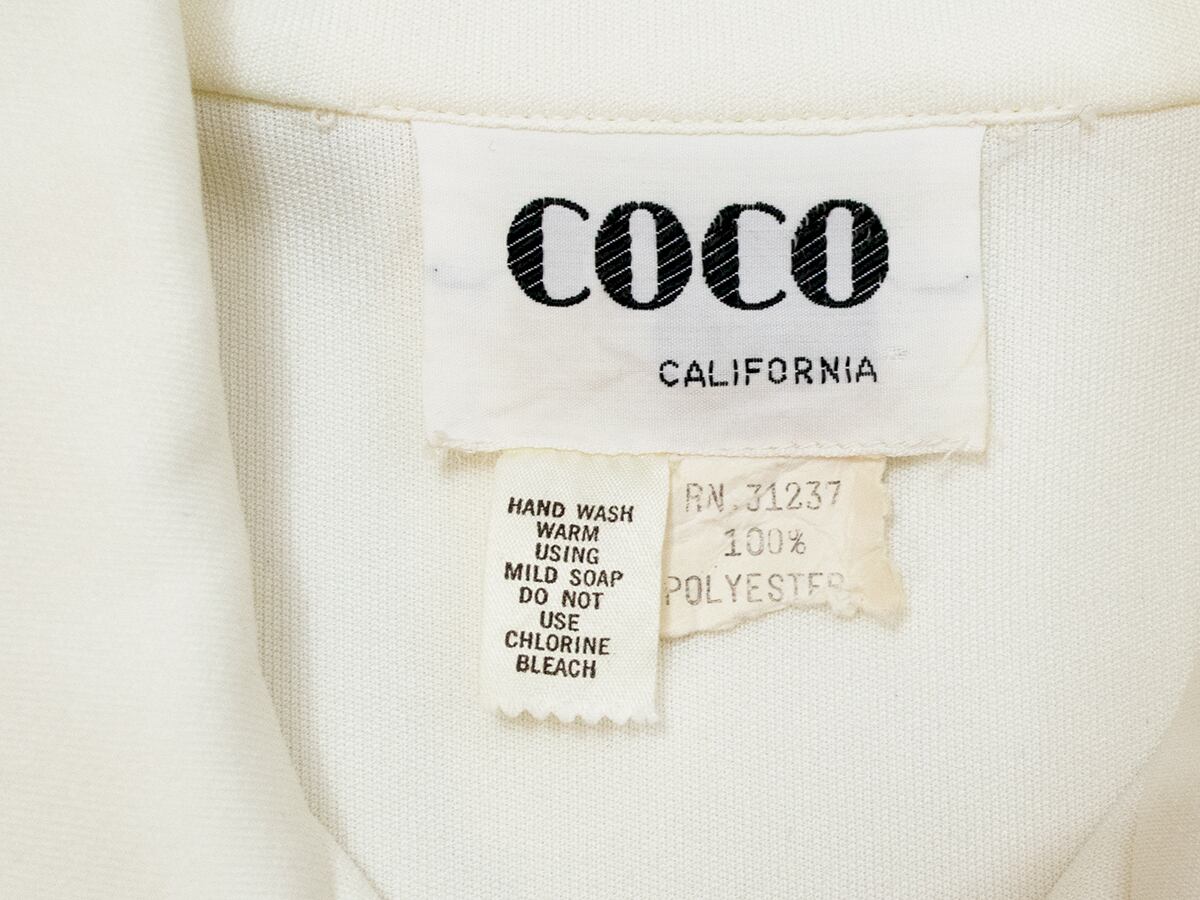 COCO
CALIFORNIA
HAND WASH
WARM
USING
MILD SOAP
DO NOT
USE
CHLORINE
BLEACH
RN 31237
100%
POLYESTER